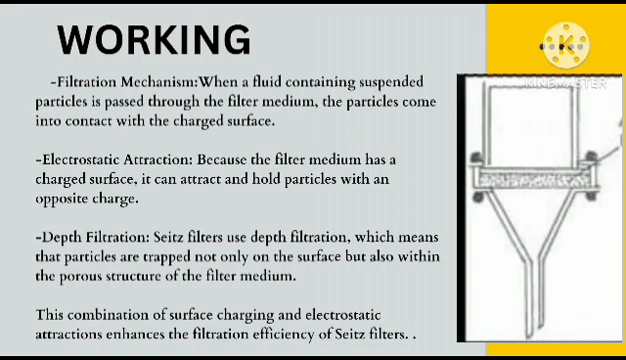 WORKING
-Filtration Mechanism:When a fluid containing suspended
particles is passed through the filter medium, the particles come
into contact with the charged surface.
-Electrostatic Attraction: Because the filter medium has a
charged surface, it can attract and hold particles with an
opposite charge.
-Depth Filtration: Seitz filters use depth filtration, which means
that particles are trapped not only on the surface but also within
the porous structure of the filter medium.
This combination of surface charging and electrostatic
attractions enhances the filtration efficiency of Seitz filters. .
K
KINEMASTER